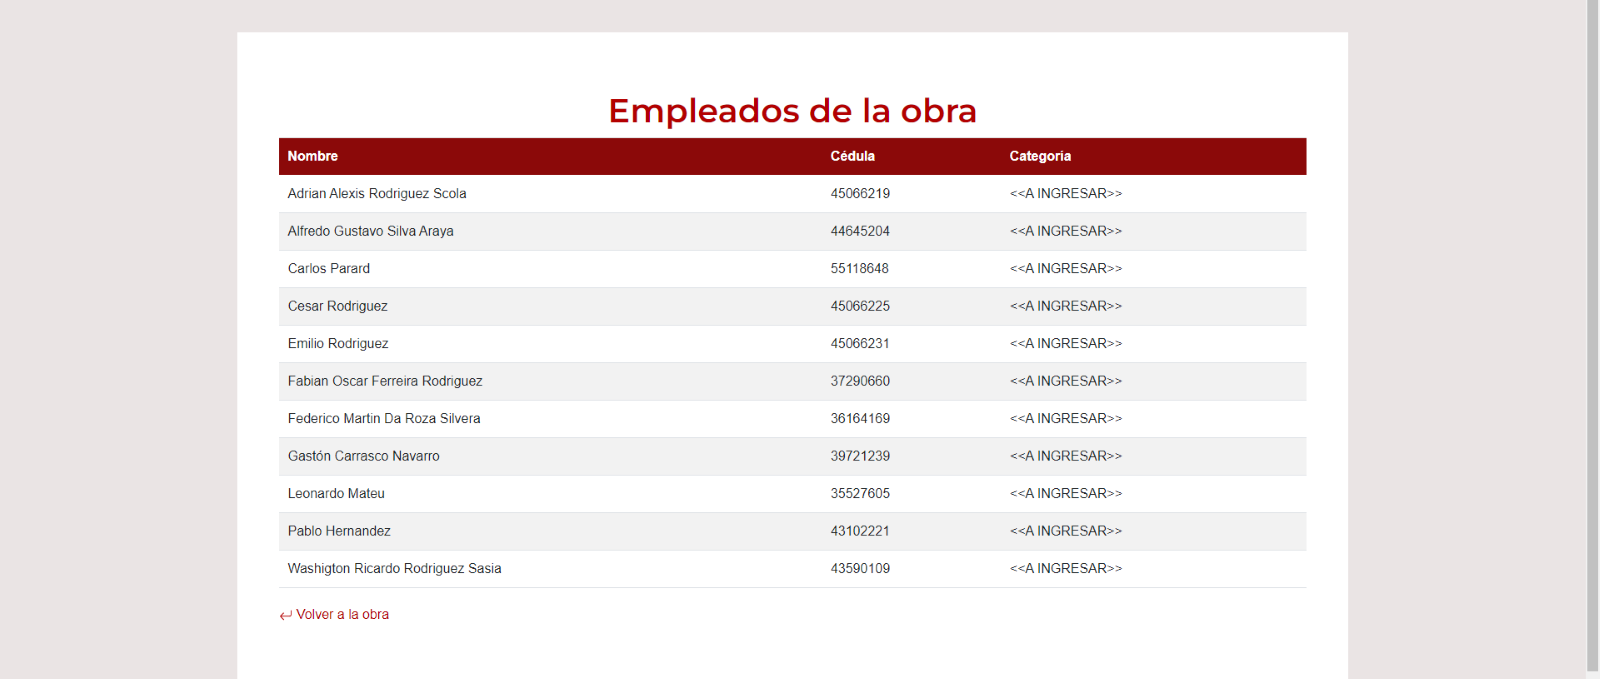 Empleados de la obra
Nombre Cédula Categoria
Adrian Alexis Rodriguez Scola 45066219 <<A INGRESAR>>
Alfredo Gustavo Silva Araya 44645204 <<A INGRESAR>>
Carlos Parard 55118648 <<A INGRESAR>>
Cesar Rodriguez 45066225 <<A INGRESAR>>
Emilio Rodriguez 45066231 <<A INGRESAR>>
Fabian Oscar Ferreira Rodriguez 37290660 <<A INGRESAR>>
Federico Martin Da Roza Silvera 36164169 <<A INGRESAR>>
Gastón Carrasco Navarro 39721239 <<A INGRESAR>>
Leonardo Mateu 35527605 <<A INGRESAR>>
Pablo Hernandez 43102221 <<A INGRESAR>>
Washigton Ricardo Rodriguez Sasia 43590109 <<A INGRESAR>>
Volver a la obra